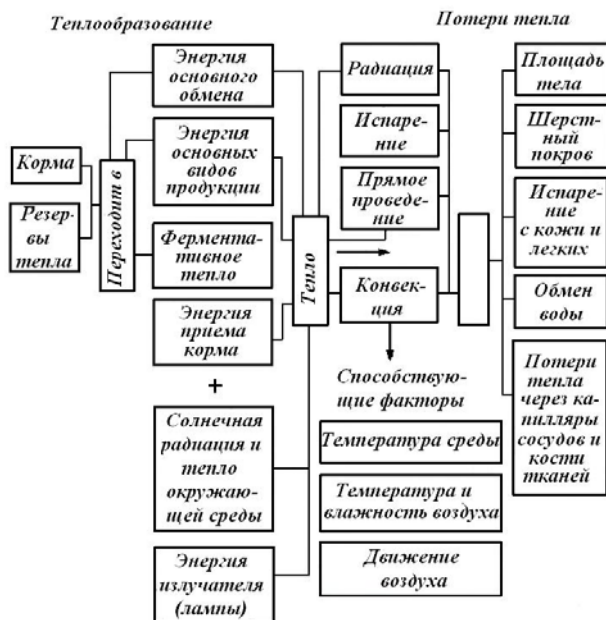 Теплообразование
Потери тепла
Корма
Резер-
вы
тепла
Переходит в
Энергия
основного
обмена
Энергия
основных
видов
продукции
Фермента-
тивное
тепло
Энергия
приема
корма
+
Солнечная
радиация и
тепло
окружаю-
щей среды
Энергия
излучателя
(лампы)
Тепло
Радиация
Испаре-
ние
Прямое
проведе-
ние
Конвек-
ция
Способствую-
щие факторы
Температура среды
Температура и
влажность воздуха
Движение
воздуха
Площадь
тела
Шерст-
ный
покров
Испарение
с кожи и
легких
Обмен
воды
Потери
тепла
через ка-
пилляры
сосудов и
кости
тканей